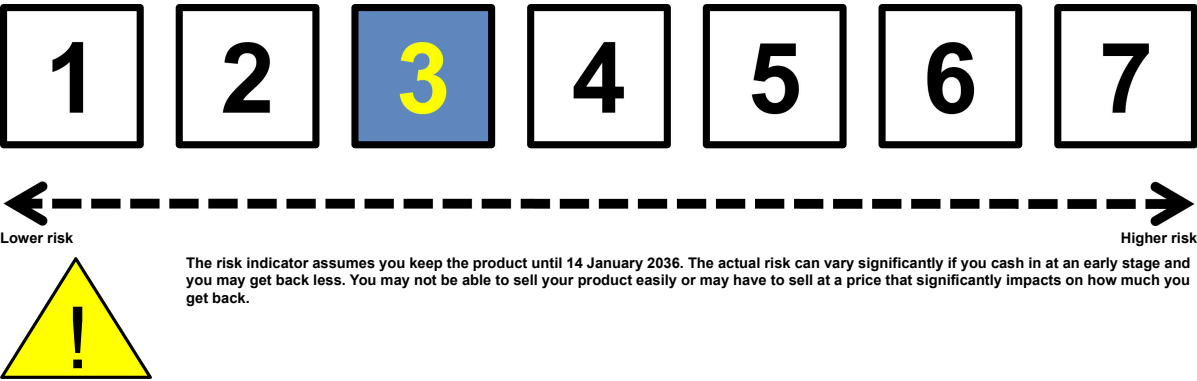 1 2 3 4 5 6 7
Lower risk Higher risk
The risk indicator assumes you keep the product until 14 January 2036. The actual risk can vary significantly if you cash in at an early stage and
you may get back less. You may not be able to sell your product easily or may have to sell at a price that significantly impacts on how much you
get back.
!